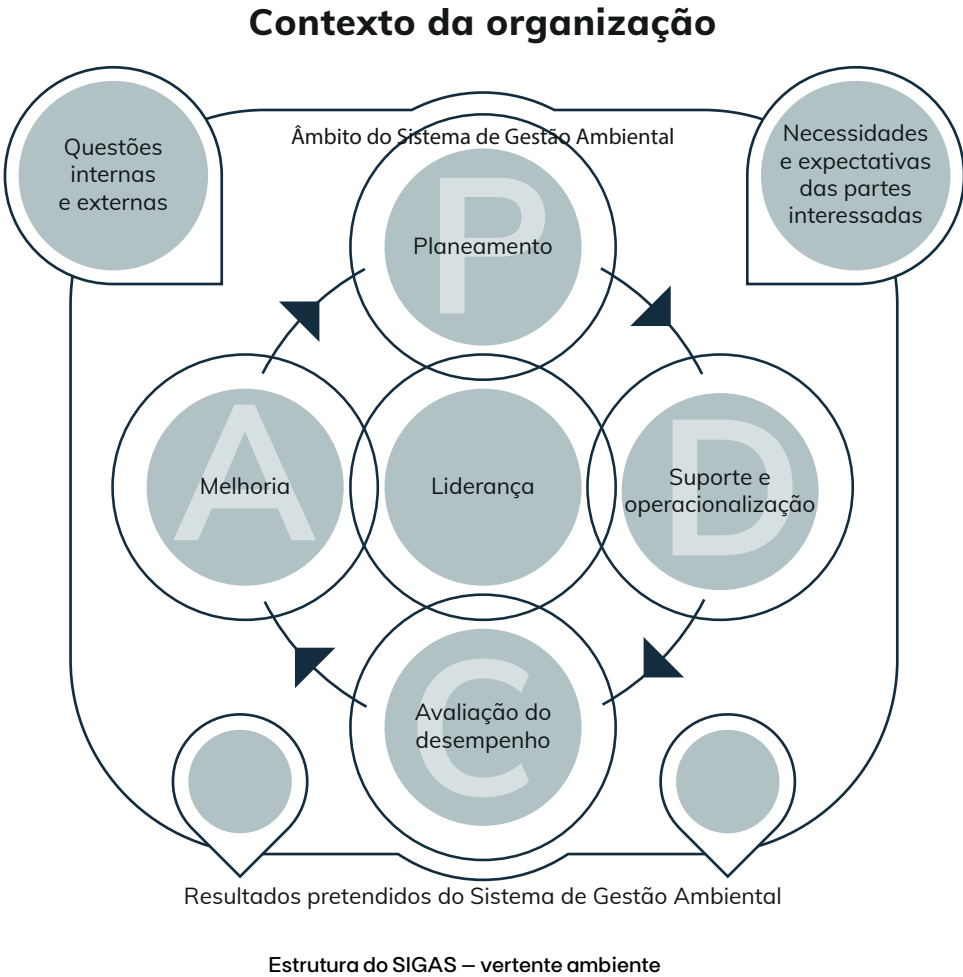 Contexto da organização
Âmbito do Sistema de Gestão Ambiental
Questões
internas
e externas
Necessidades
e expectativas
das partes
interessadas
P
Planeamento
A
Melhoria
Liderança
D
Suporte e
operacionalização
C
Avaliação do
desempenho
Resultados pretendidos do Sistema de Gestão Ambiental
Estrutura do SIGAS – vertente ambiente